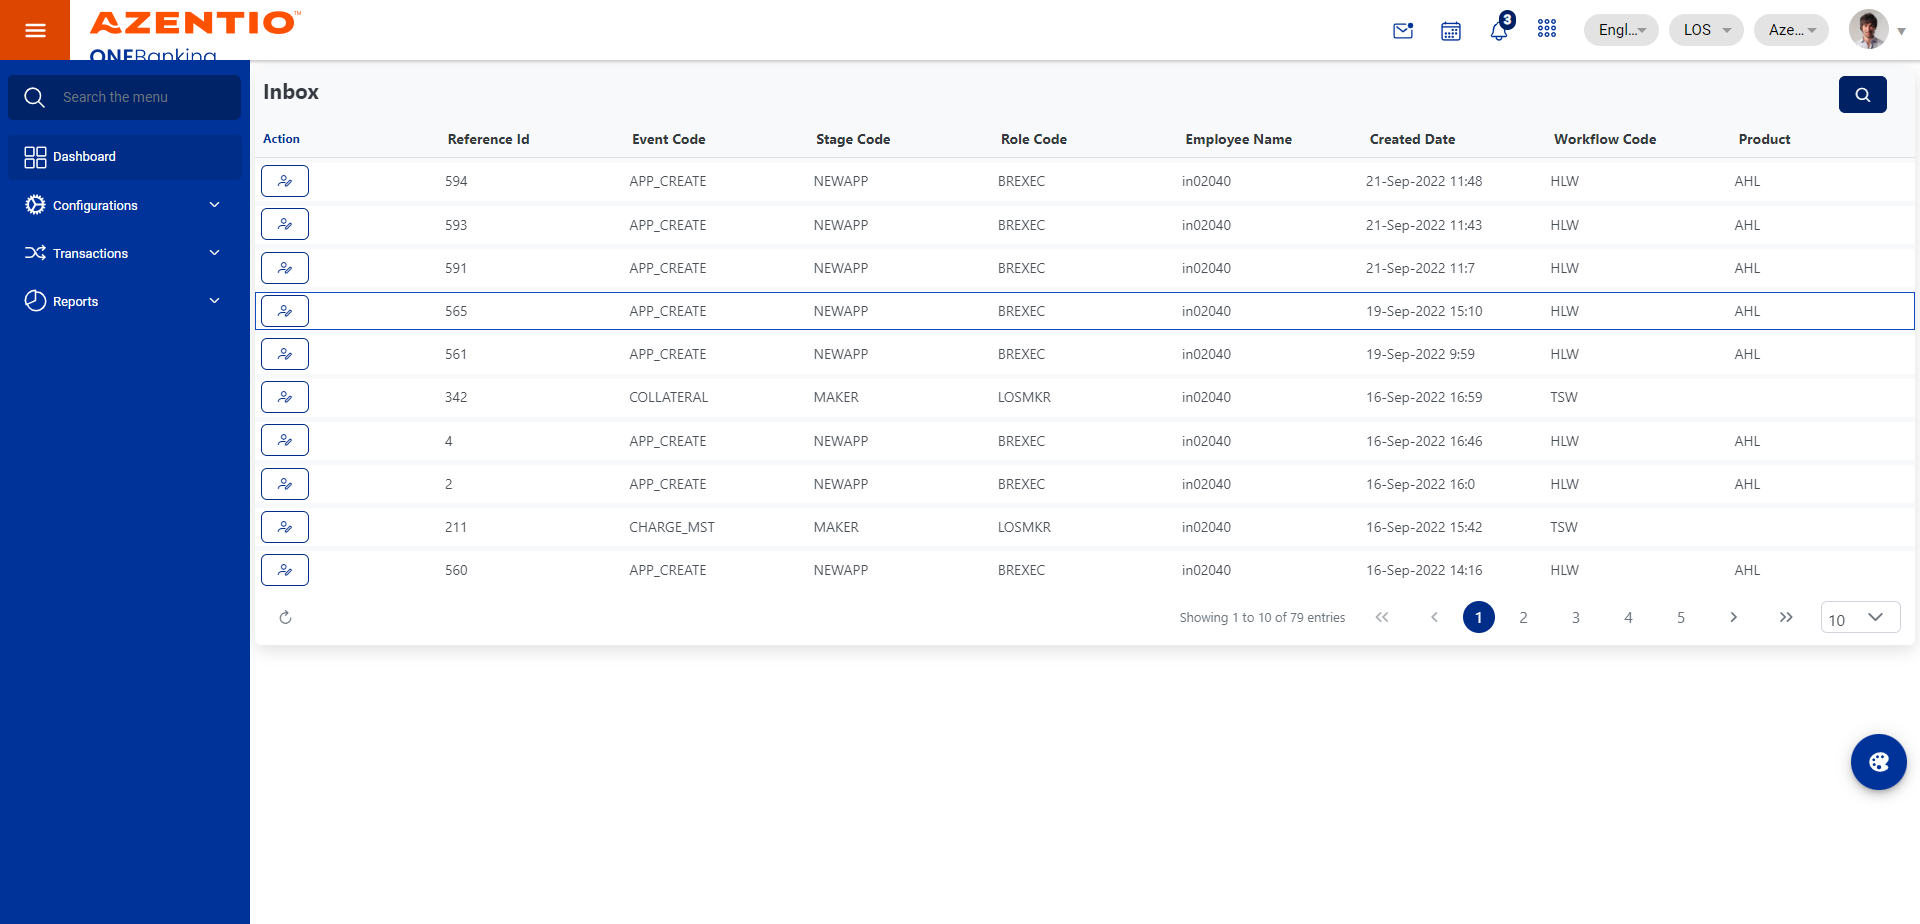 AZENTIO™
ONEBanking
3
Engl...
LOS
Aze...
Search the menu
Dashboard
Configurations
Transactions
Reports
Inbox
Action Reference Id Event Code Stage Code Role Code Employee Name Created Date Workflow Code Product
594 APP_CREATE NEWAPP BREXEC in02040 21-Sep-2022 11:48 HLW AHL
593 APP_CREATE NEWAPP BREXEC in02040 21-Sep-2022 11:43 HLW AHL
591 APP_CREATE NEWAPP BREXEC in02040 21-Sep-2022 11:7 HLW AHL
565 APP_CREATE NEWAPP BREXEC in02040 19-Sep-2022 15:10 HLW AHL
561 APP_CREATE NEWAPP BREXEC in02040 19-Sep-2022 9:59 HLW AHL
342 COLLATERAL MAKER LOSMKR in02040 16-Sep-2022 16:59 TSW
4 APP_CREATE NEWAPP BREXEC in02040 16-Sep-2022 16:46 HLW AHL
2 APP_CREATE NEWAPP BREXEC in02040 16-Sep-2022 16:0 HLW AHL
211 CHARGE_MST MAKER LOSMKR in02040 16-Sep-2022 15:42 TSW
560 APP_CREATE NEWAPP BREXEC in02040 16-Sep-2022 14:16 HLW AHL
Showing 1 to 10 of 79 entries 1 2 3 4 5 10